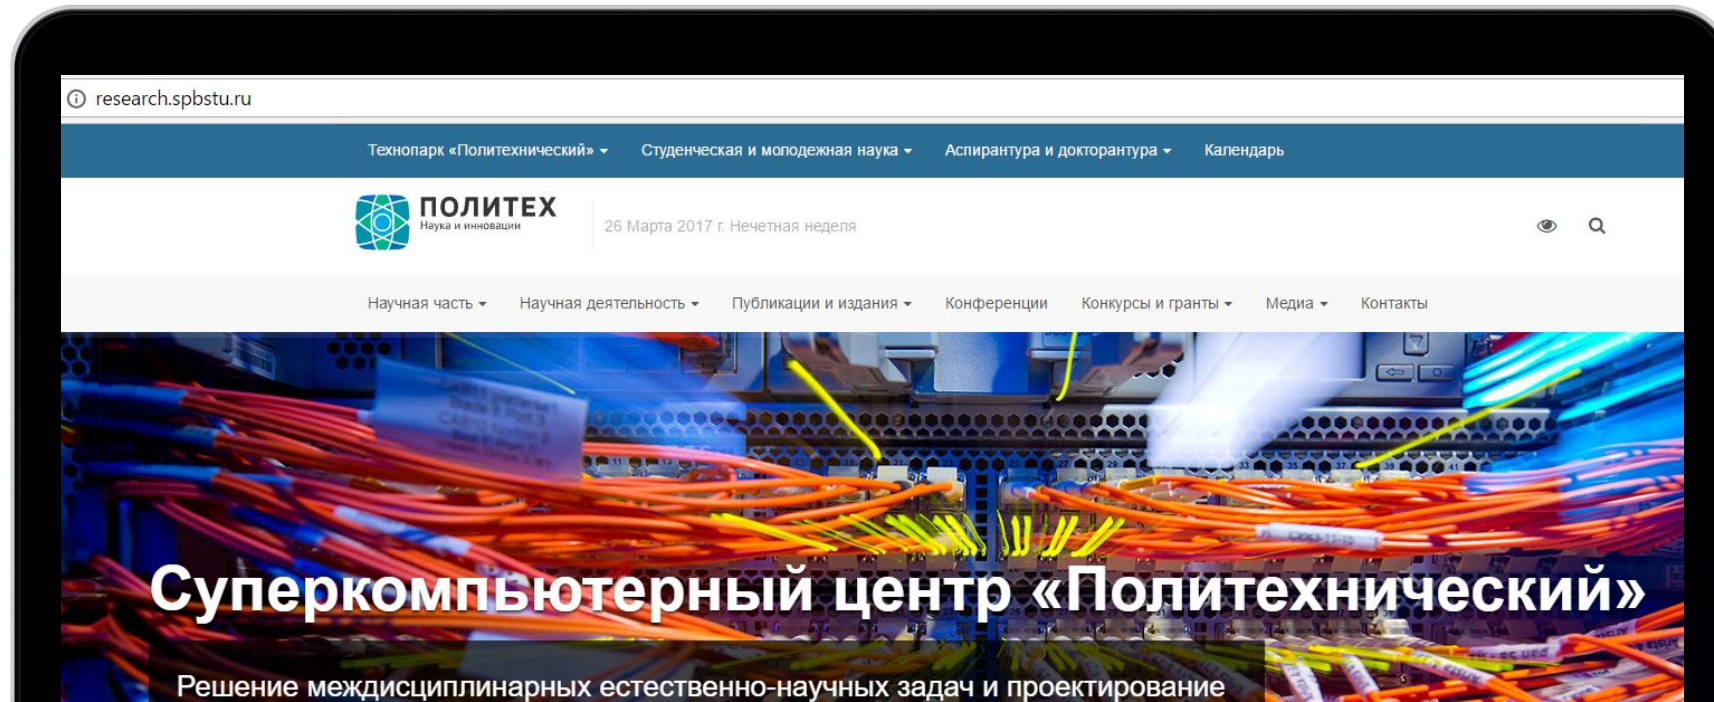 research.spbstu.ru
Технопарк «Политехнический» Студенческая и молодежная наука Аспирантура и докторантура Календарь
ПОЛИТЕХ
Наука и инновации
26 Марта 2017 г. Нечетная неделя
Научная часть Научная деятельность Публикации и издания Конференции Конкурсы и гранты Медиа Контакты
Суперкомпьютерный центр «Политехнический»
Решение междисциплинарных естественно-научных задач и проектирование